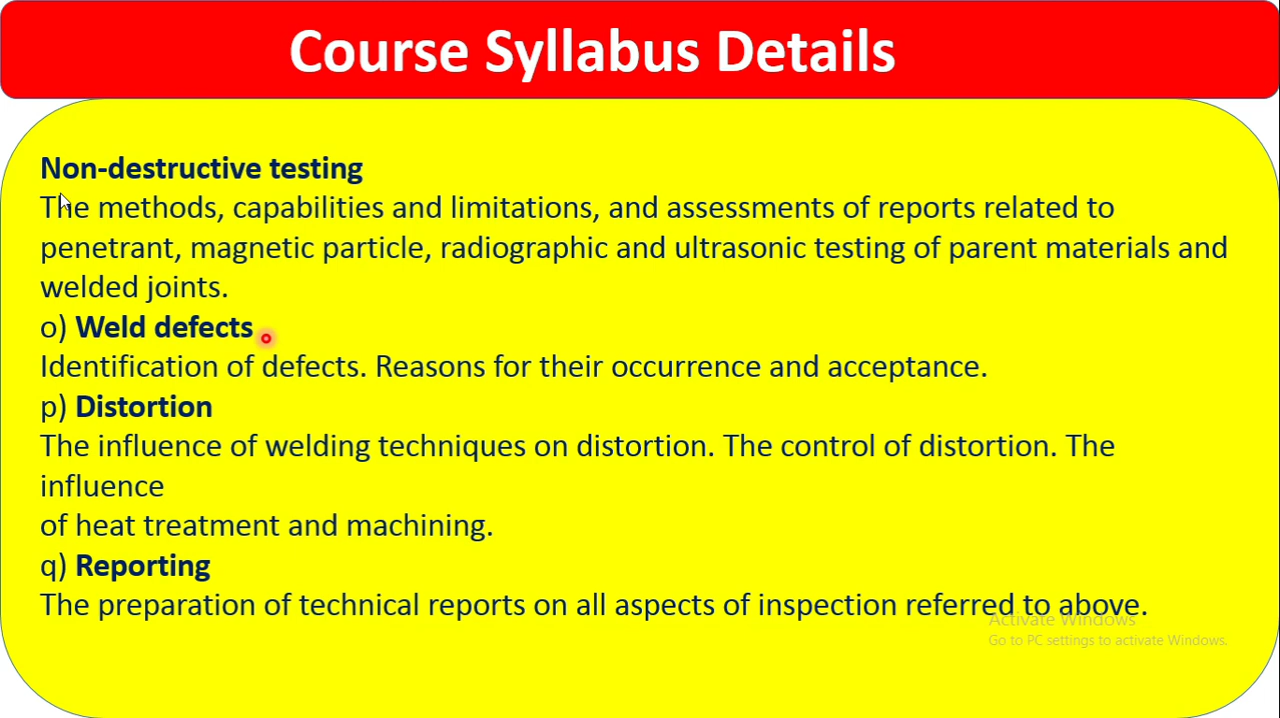 Course Syllabus Details
Non-destructive testing
The methods, capabilities and limitations, and assessments of reports related to
penetrant, magnetic particle, radiographic and ultrasonic testing of parent materials and
welded joints.
o) Weld defects
Identification of defects. Reasons for their occurrence and acceptance.
p) Distortion
The influence of welding techniques on distortion. The control of distortion. The
influence
of heat treatment and machining.
q) Reporting
The preparation of technical reports on all aspects of inspection referred to above.
Activate Windows
Go to PC settings to activate Windows.